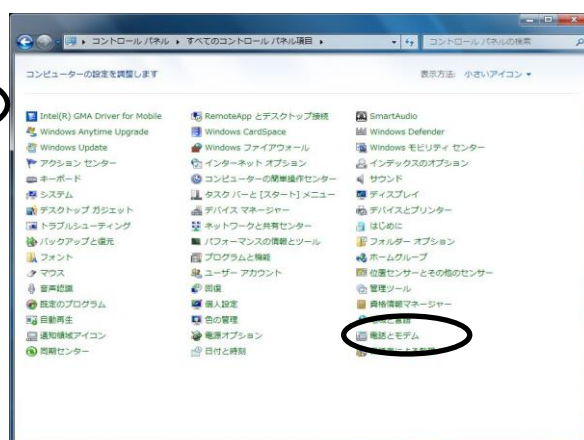 コントロール パネル ▸ すべてのコントロール パネル項目 ▸ コントロール パネルの検索
コンピューターの設定を調整します 表示方法: 小さいアイコン
Intel(R) GMA Driver for Mobile RemoteApp とデスクトップ接続 SmartAudio
Windows Anytime Upgrade Windows CardSpace Windows Defender
Windows Update Windows ファイアウォール Windows モビリティ センター
アクション センター インターネット オプション インデックスのオプション
キーボード コンピューターの簡単操作センター サウンド
システム タスク バーと [スタート] メニュー ディスプレイ
デスクトップ ガジェット デバイス マネージャー デバイスとプリンター
トラブルシューティング ネットワークと共有センター はじめに
バックアップと復元 パフォーマンスの情報とツール フォルダー オプション
フォント プログラムと機能 ホームグループ
マウス ユーザー アカウント 位置センサーとその他のセンサー
音声認識 回復 管理ツール
既定のプログラム 個人設定 資格情報マネージャー
自動再生 色の管理
通知領域アイコン 電源オプション 電話とモデム
同期センター 日付と時刻